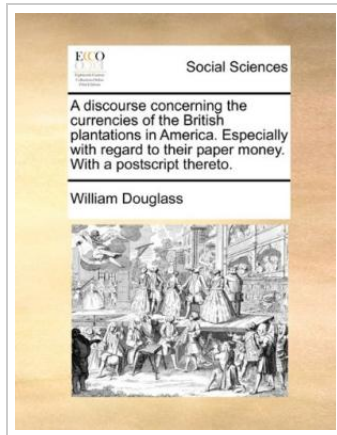 ECCO
Social Sciences
A discourse concerning the
currencies of the British
plantations in America. Especially
with regard to their paper money.
With a postscript thereto.
William Douglass